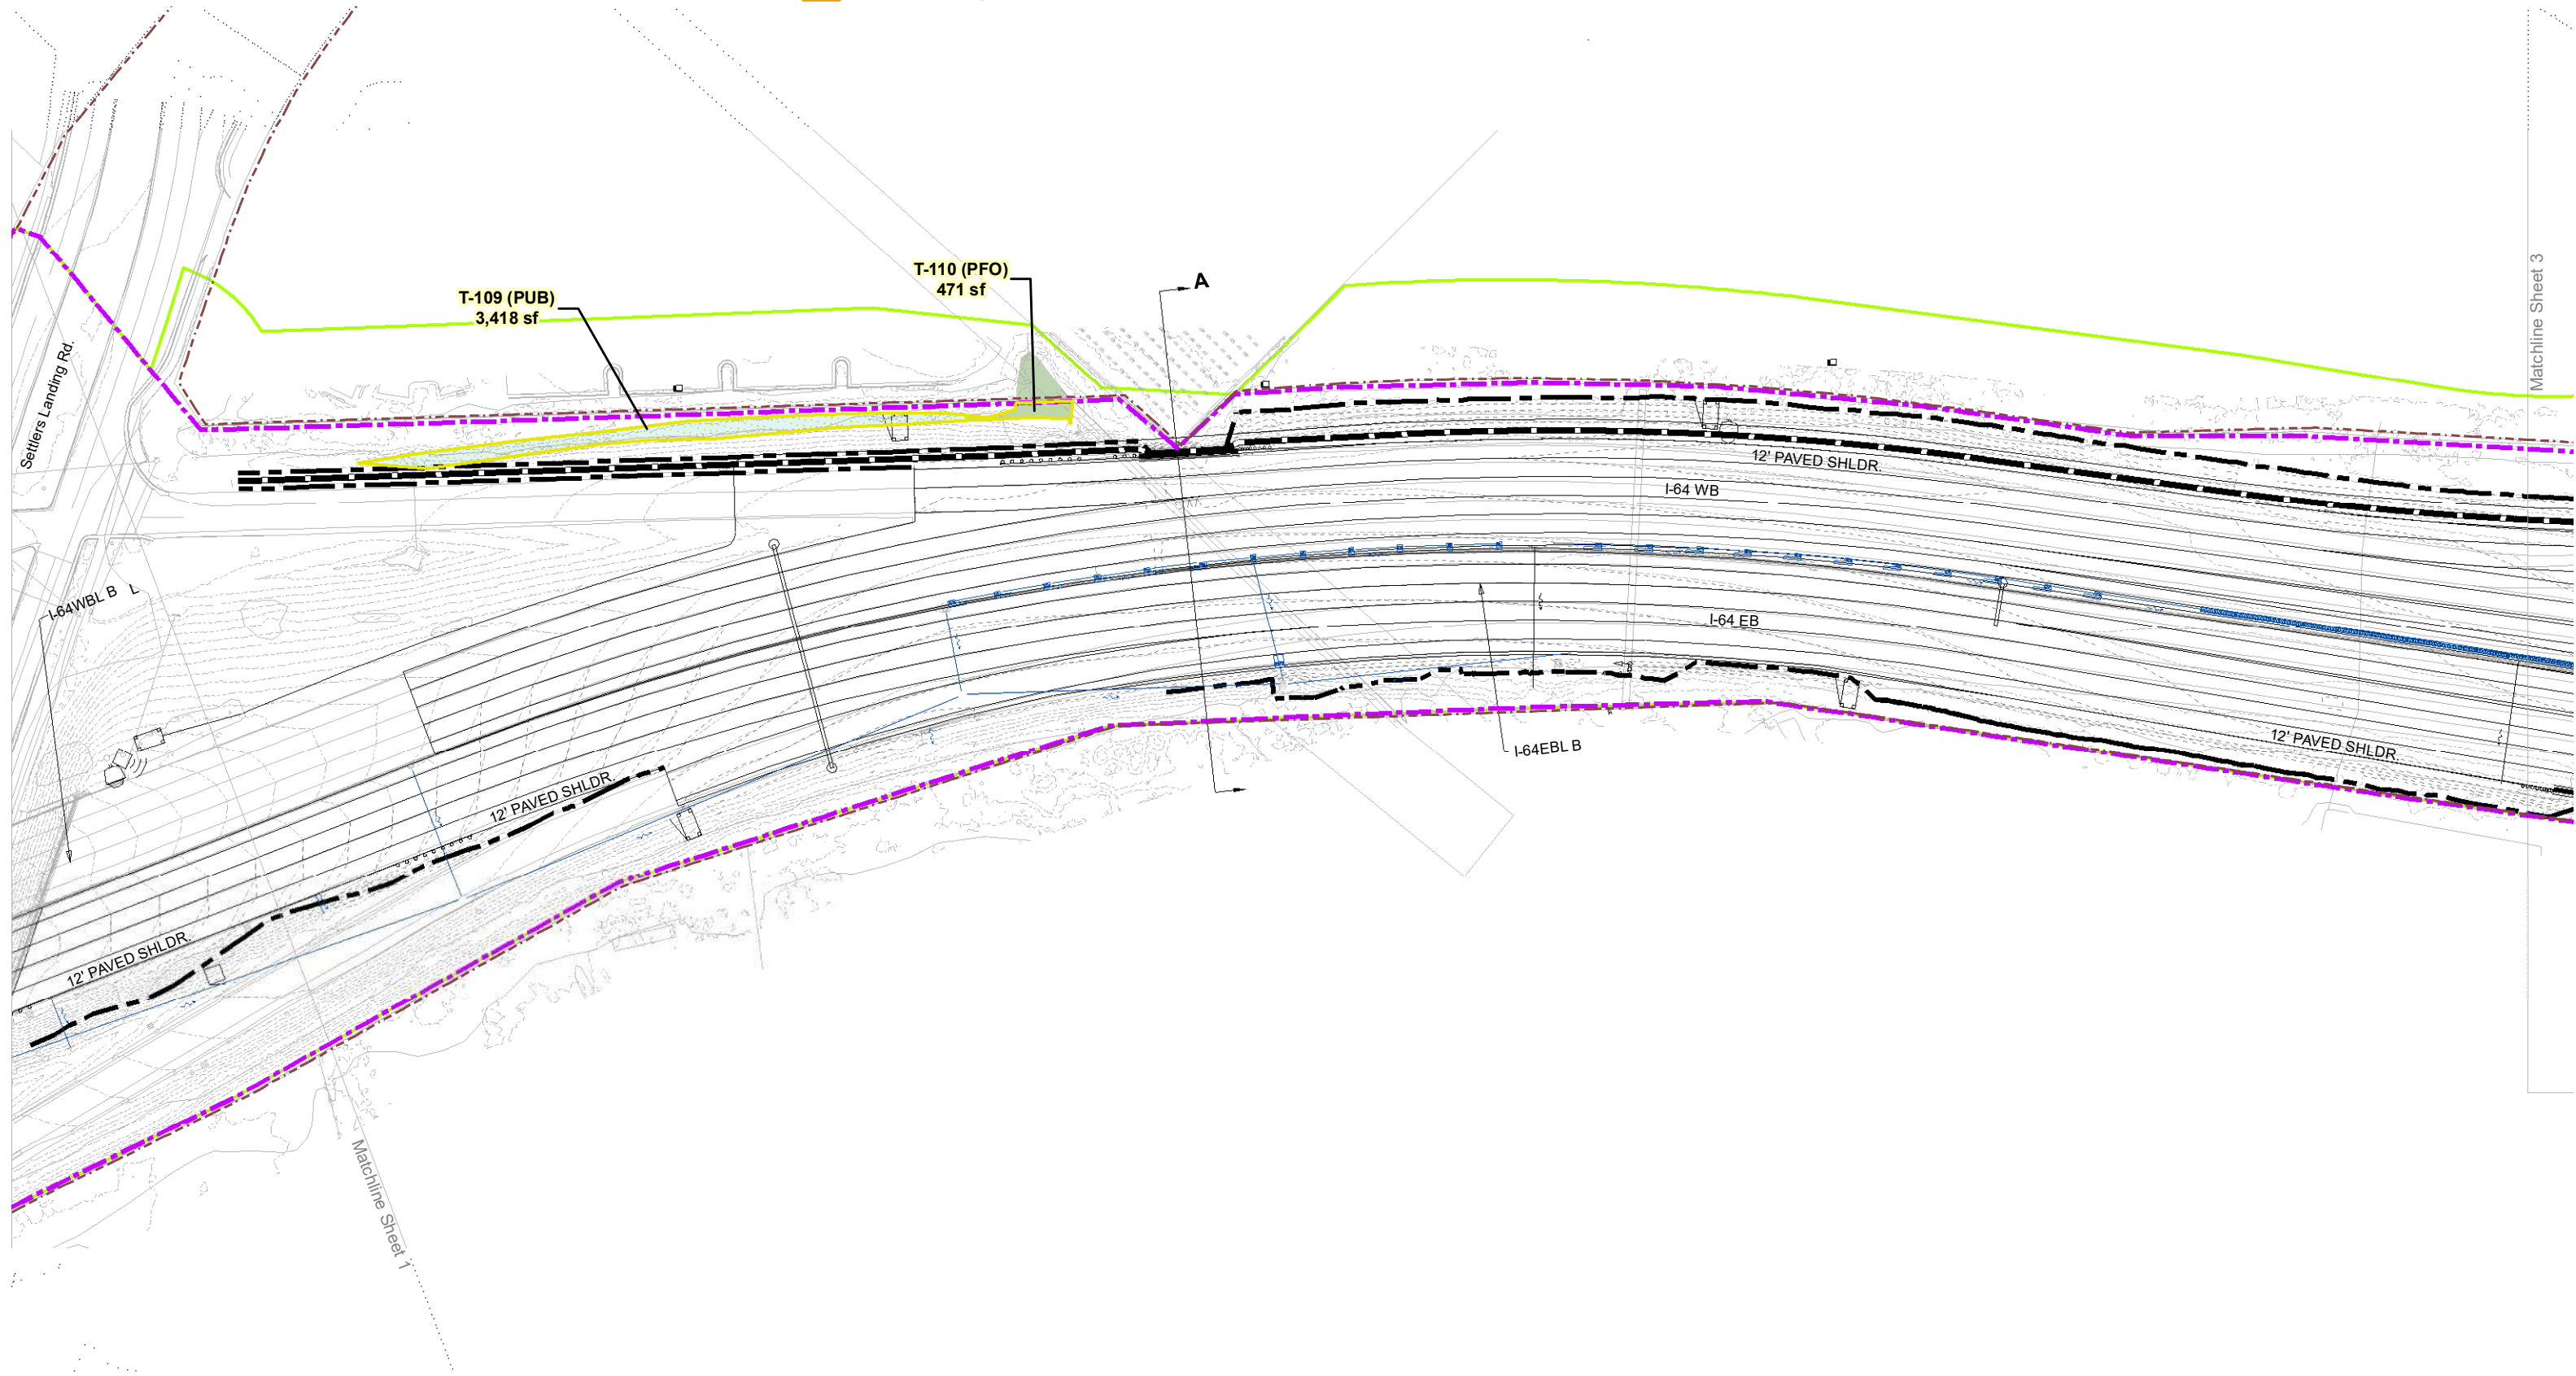 T-110 (PFO)
471 sf
A
T-109 (PUB)
3,418 sf
Matchline Sheet 3
Settlers Landing Rd.
12' PAVED SHLDR.
I-64 WB
I-64WBL B L
I-64 EB
12' PAVED SHLDR.
I-64EBL B
12' PAVED SHLDR.
12' PAVED SHLDR.
Matchline Sheet 1